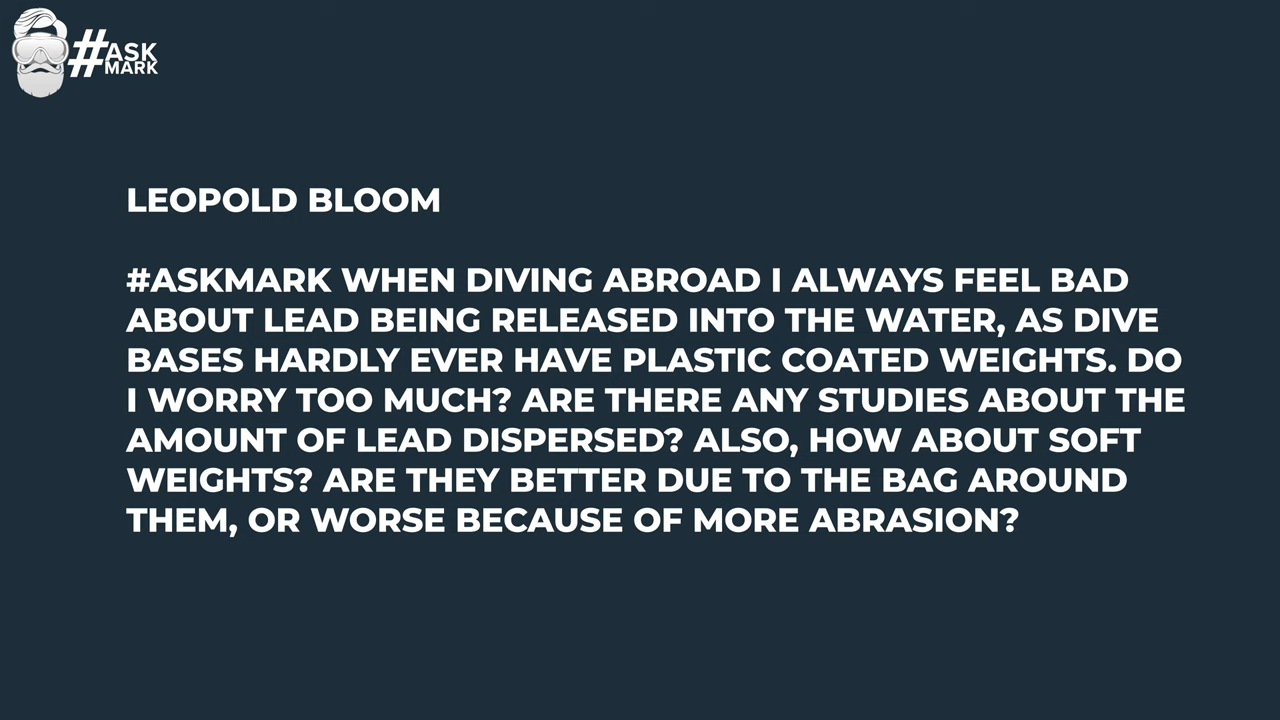 #ASK
MARK
LEOPOLD BLOOM
#ASKMARK WHEN DIVING ABROAD I ALWAYS FEEL BAD
ABOUT LEAD BEING RELEASED INTO THE WATER, AS DIVE
BASES HARDLY EVER HAVE PLASTIC COATED WEIGHTS. DO
I WORRY TOO MUCH? ARE THERE ANY STUDIES ABOUT THE
AMOUNT OF LEAD DISPERSED? ALSO, HOW ABOUT SOFT
WEIGHTS? ARE THEY BETTER DUE TO THE BAG AROUND
THEM, OR WORSE BECAUSE OF MORE ABRASION?